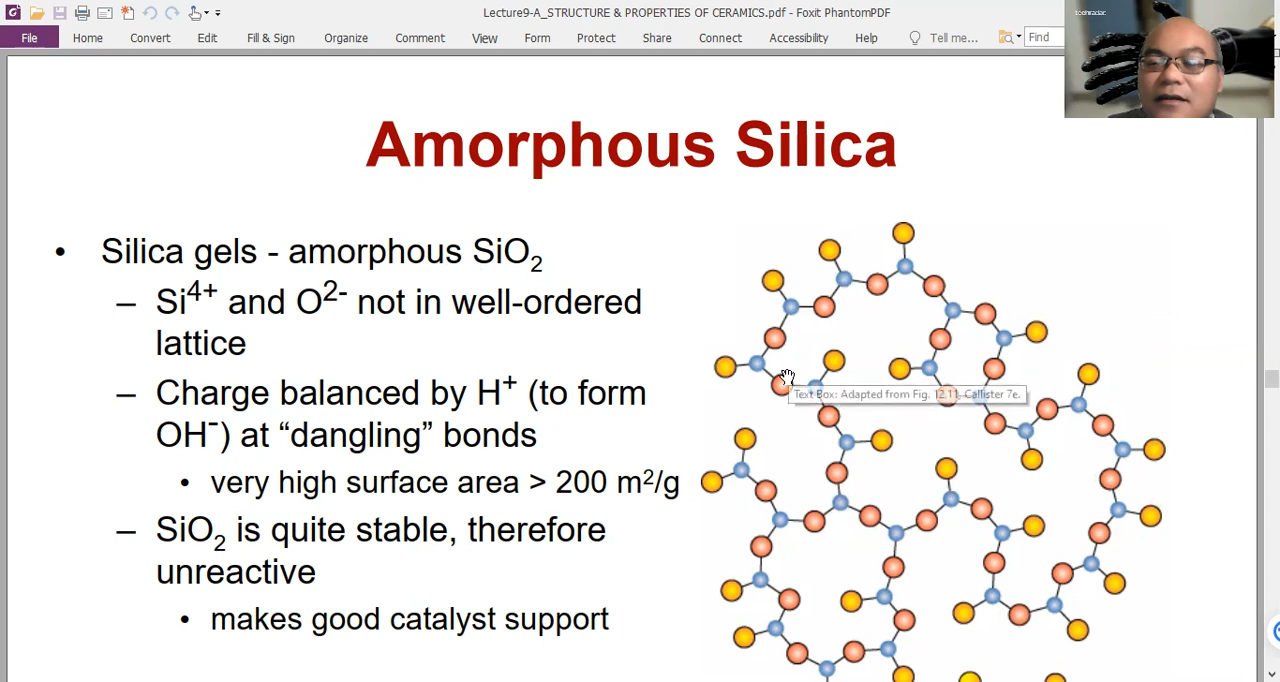 Lecture9-A_STRUCTURE & PROPERTIES OF CERAMICS.pdf - Foxit PhantomPDF
techradar.
File Home Convert Edit Fill & Sign Organize Comment View Form Protect Share Connect Accessibility Help Tell me... Find
Amorphous Silica
• Silica gels - amorphous SiO2
– Si4+ and O2- not in well-ordered
lattice
– Charge balanced by H+ (to form
OH-) at “dangling” bonds
• very high surface area > 200 m2/g
– SiO2 is quite stable, therefore
unreactive
• makes good catalyst support
Text Box: Adapted from Fig. 12.11, Callister 7e.